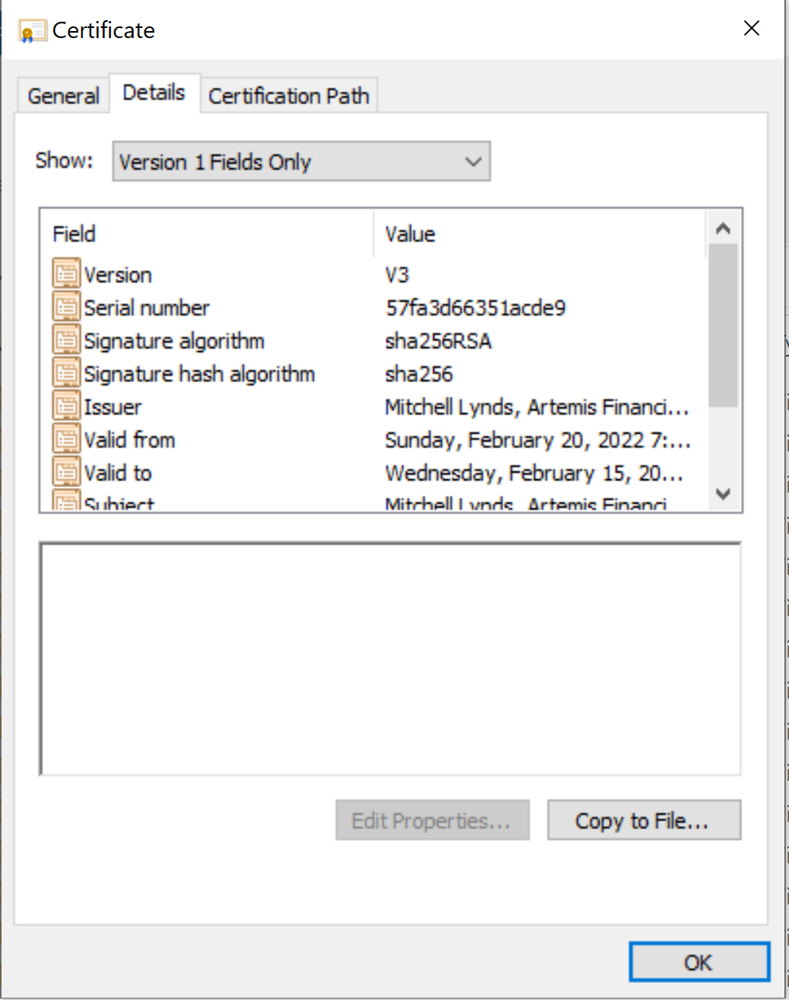 Certificate
General Details Certification Path
Show: Version 1 Fields Only
Field Value
Version V3
Serial number 57fa3d66351acde9
Signature algorithm sha256RSA
Signature hash algorithm sha256
Issuer Mitchell Lynds, Artemis Financi...
Valid from Sunday, February 20, 2022 7:...
Valid to Wednesday, February 15, 20...
Subject Mitchell Lynds, Artemis Financi
Edit Properties... Copy to File...
OK